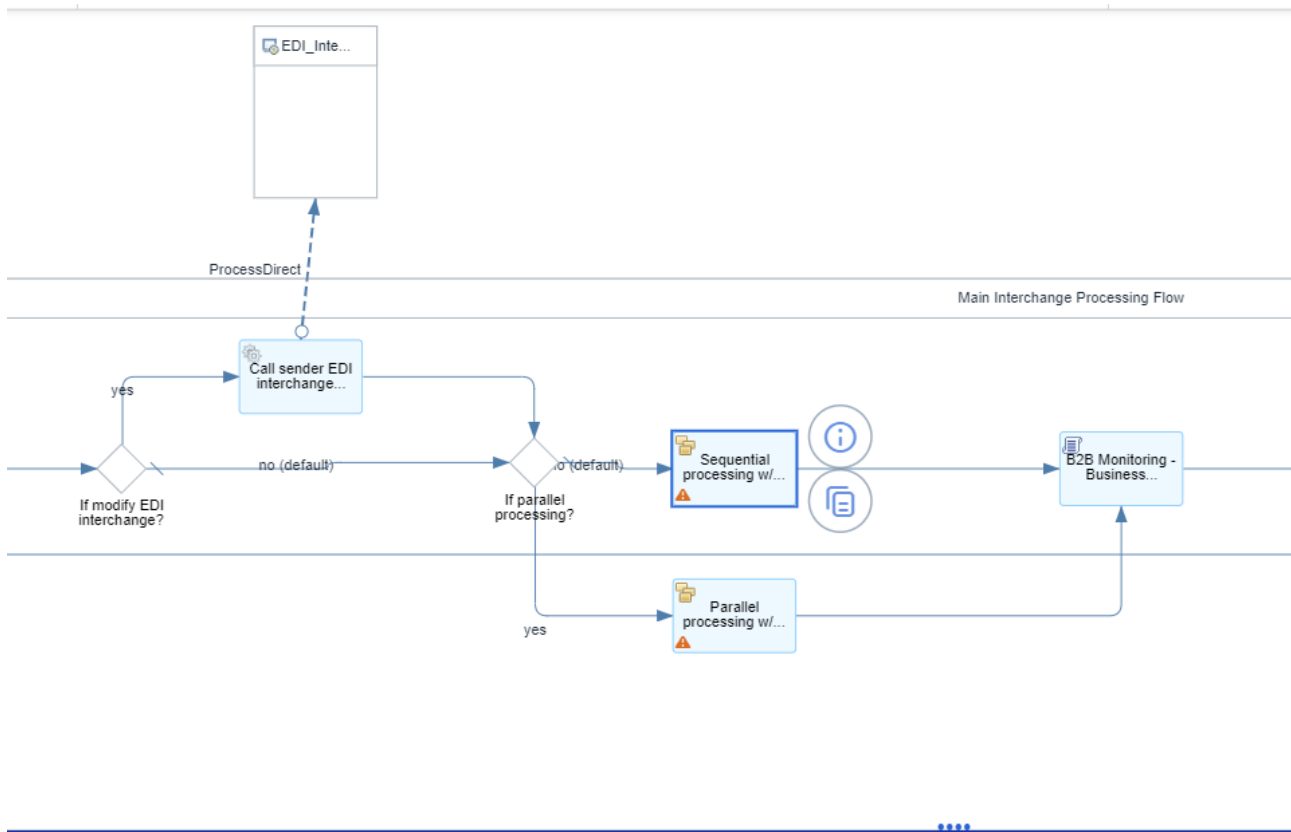 EDI_Inte...
ProcessDirect
Main Interchange Processing Flow
Call sender EDI
interchange...
yes
no (default)
If modify EDI
interchange?
no (default)
If parallel
processing?
Sequential
processing w/...
B2B Monitoring -
Business...
Parallel
processing w/...
yes